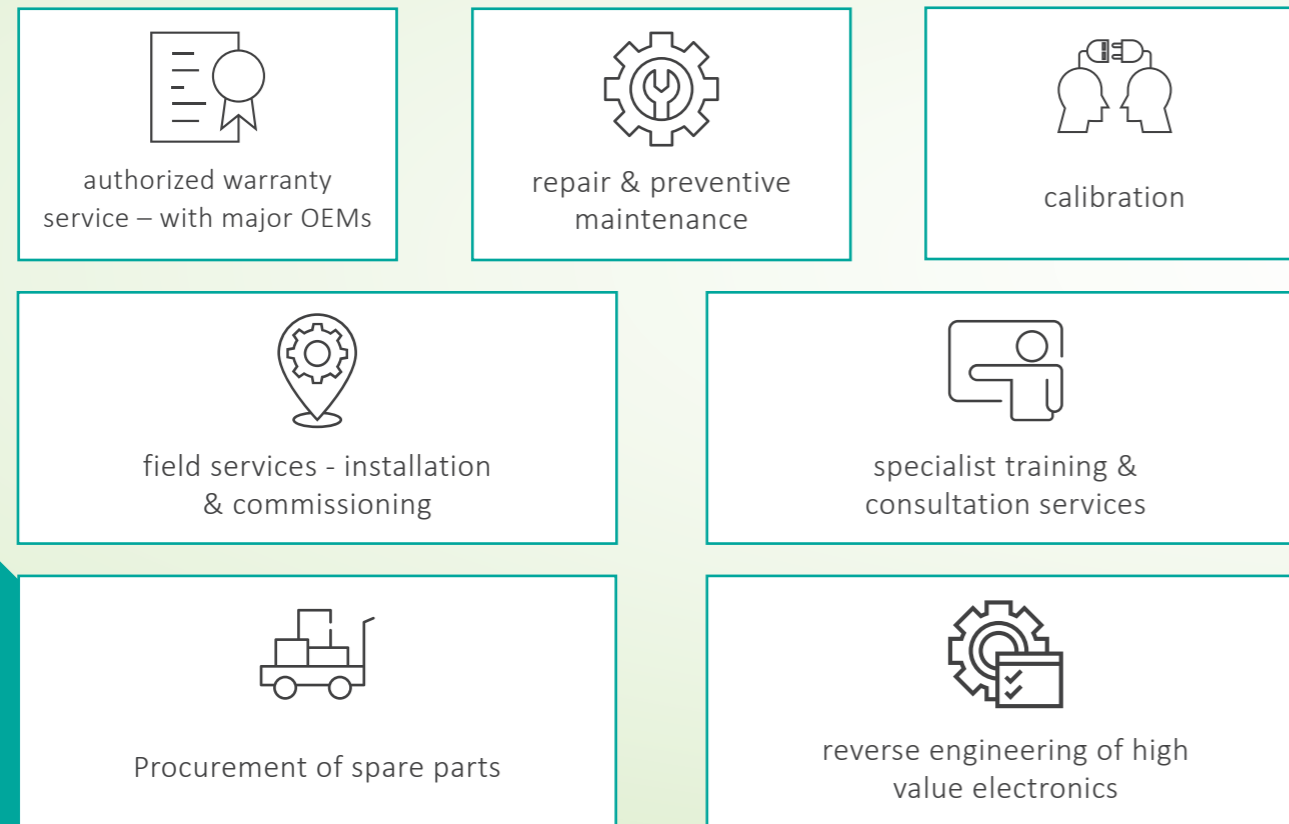 authorized warranty
service – with major OEMs
repair & preventive
maintenance
calibration
field services - installation
& commissioning
specialist training &
consultation services
Procurement of spare parts
reverse engineering of high
value electronics